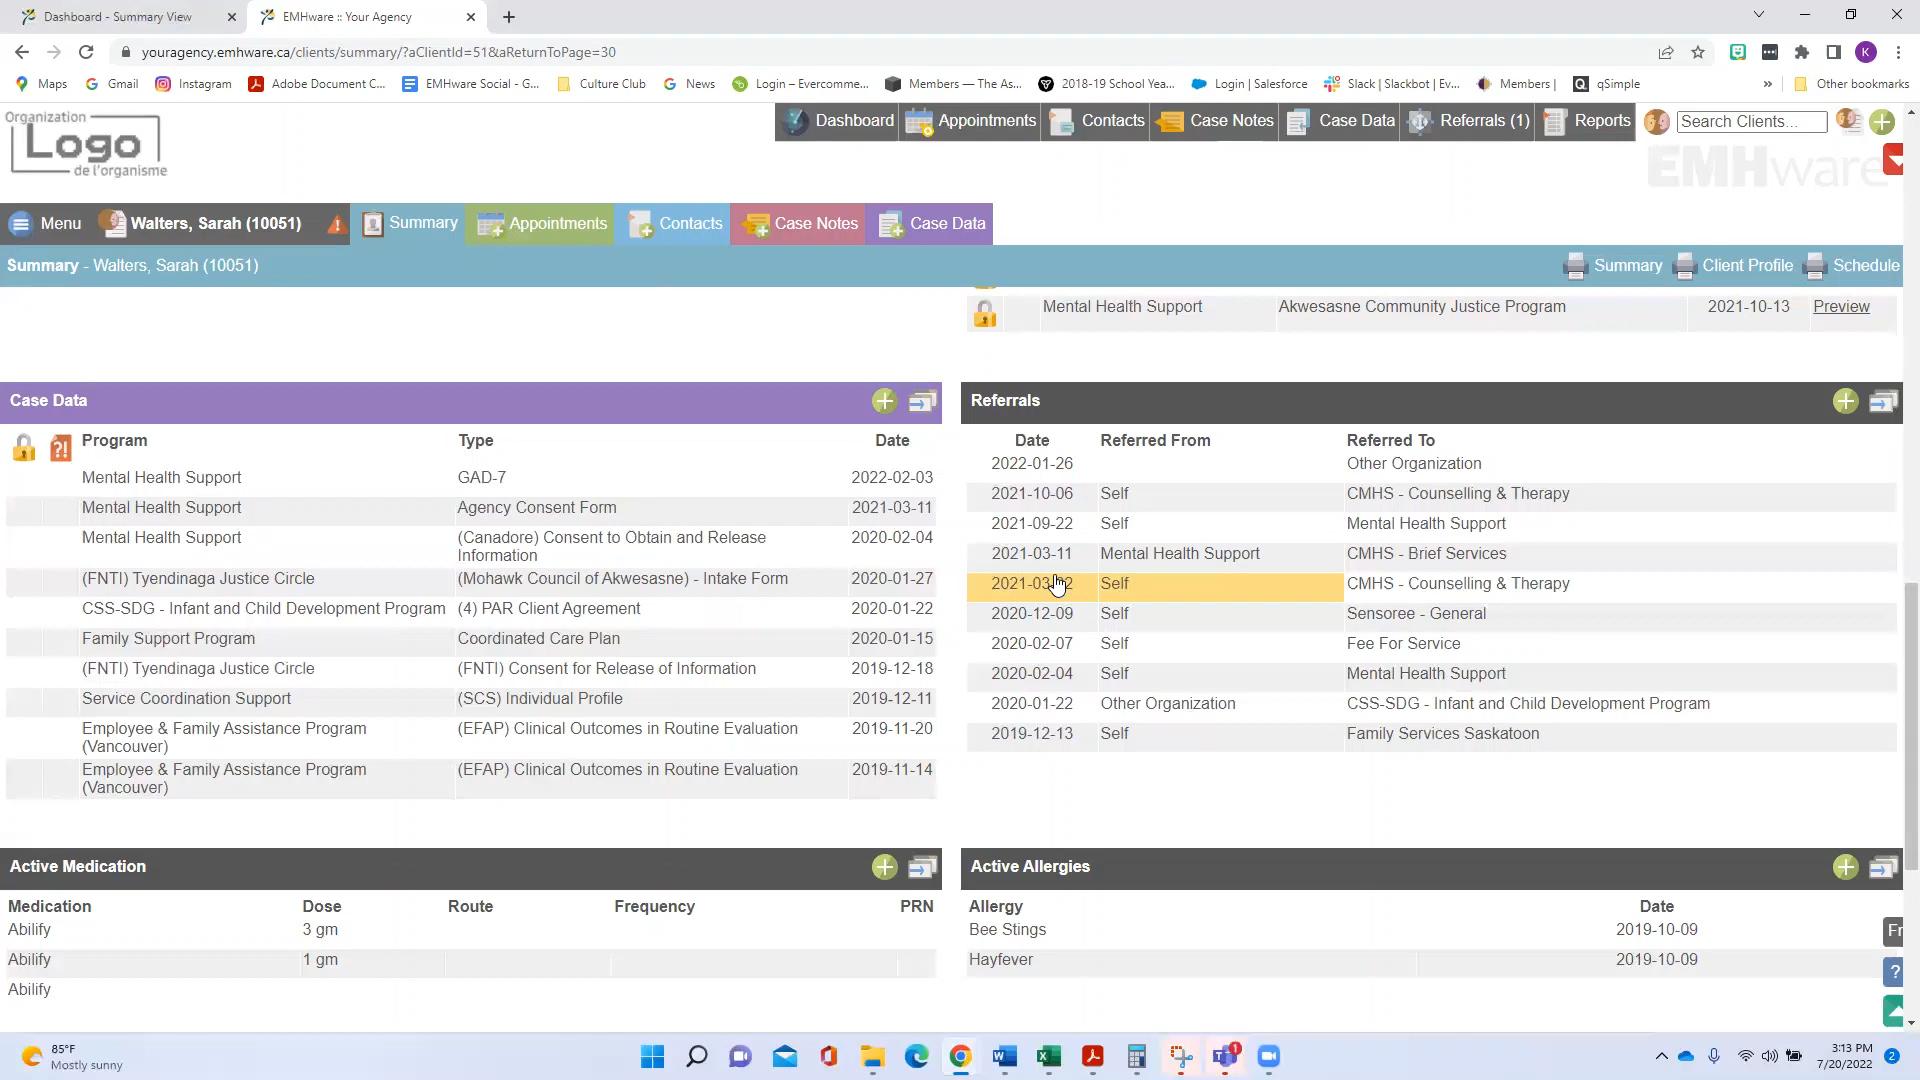 Dashboard - Summary View
EMHware :: Your Agency
youragency.emhware.ca/clients/summary/?aClientId=51&aReturnToPage=30
K
Maps
Gmail
Instagram
Adobe Document C...
EMHware Social - G...
Culture Club
News
Login – Evercomme...
Members — The As...
2018-19 School Yea...
Login | Salesforce
Slack | Slackbot | Ev...
Members |
qSimple
»
Other bookmarks
Organization
Logo
de l'organisme
Dashboard
Appointments
Contacts
Case Notes
Case Data
Referrals (1)
Reports
Search Clients...
EMHware
Menu
Walters, Sarah (10051)
Summary
Appointments
Contacts
Case Notes
Case Data
Summary - Walters, Sarah (10051)
Summary
Client Profile
Schedule
Mental Health Support Akwesasne Community Justice Program 2021-10-13 Preview
Case Data
?! Program Type Date
Mental Health Support GAD-7 2022-02-03
Mental Health Support Agency Consent Form 2021-03-11
Mental Health Support (Canadore) Consent to Obtain and Release 2020-02-04
Information
(FNTI) Tyendinaga Justice Circle (Mohawk Council of Akwesasne) - Intake Form 2020-01-27
CSS-SDG - Infant and Child Development Program (4) PAR Client Agreement 2020-01-22
Family Support Program Coordinated Care Plan 2020-01-15
(FNTI) Tyendinaga Justice Circle (FNTI) Consent for Release of Information 2019-12-18
Service Coordination Support (SCS) Individual Profile 2019-12-11
Employee & Family Assistance Program (EFAP) Clinical Outcomes in Routine Evaluation 2019-11-20
(Vancouver)
Employee & Family Assistance Program (EFAP) Clinical Outcomes in Routine Evaluation 2019-11-14
(Vancouver)
Referrals
Date Referred From Referred To
2022-01-26 Other Organization
2021-10-06 Self CMHS - Counselling & Therapy
2021-09-22 Self Mental Health Support
2021-03-11 Mental Health Support CMHS - Brief Services
Self CMHS - Counselling & Therapy
2020-12-09 Self Sensoree - General
2020-02-07 Self Fee For Service
2020-02-04 Self Mental Health Support
2020-01-22 Other Organization CSS-SDG - Infant and Child Development Program
2019-12-13 Self Family Services Saskatoon
Active Medication
Medication Dose Route Frequency PRN
Abilify 3 gm
Abilify 1 gm
Abilify
Active Allergies
Allergy Date
Bee Stings 2019-10-09
Hayfever 2019-10-09
Fr
?
85°F
Mostly sunny
1
3:13 PM
7/20/2022
2